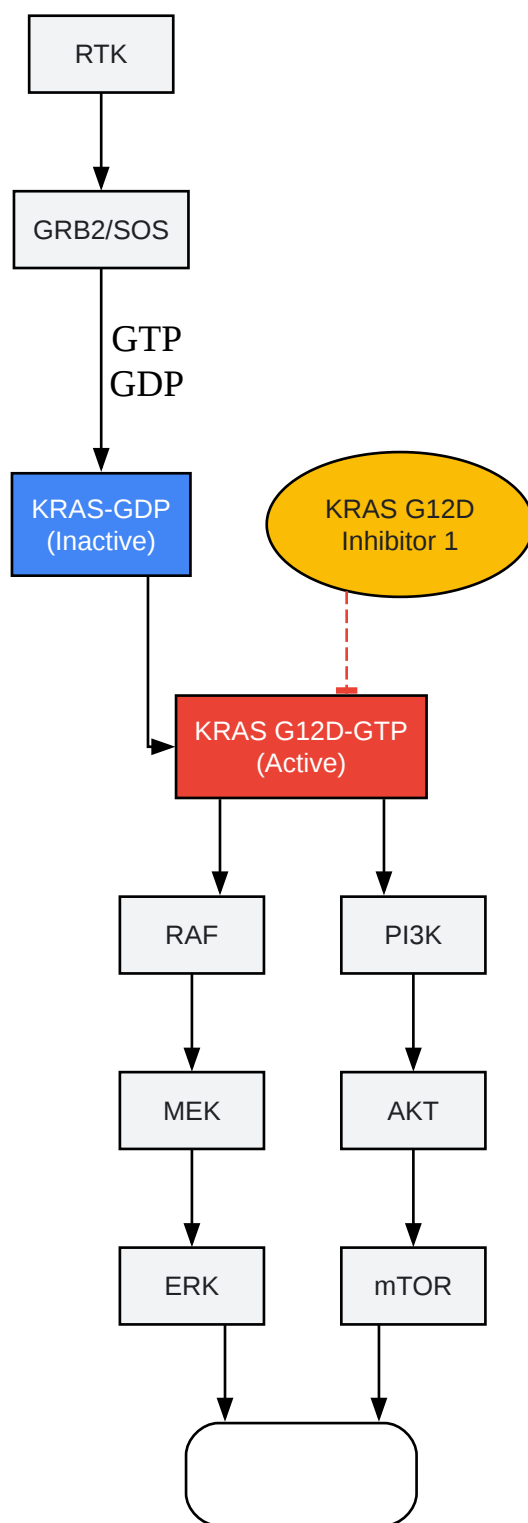 RTK
GRB2/SOS
GTP
GDP
KRAS-GDP
(Inactive)
KRAS G12D
Inhibitor 1
KRAS G12D-GTP
(Active)
RAF
PI3K
MEK
AKT
ERK
mTOR